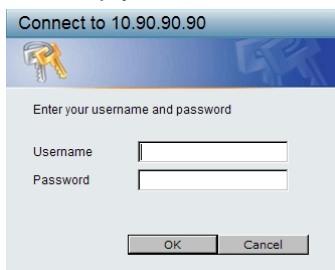 Connect to 10.90.90.90
Enter your username and password
Username
Password
OK Cancel